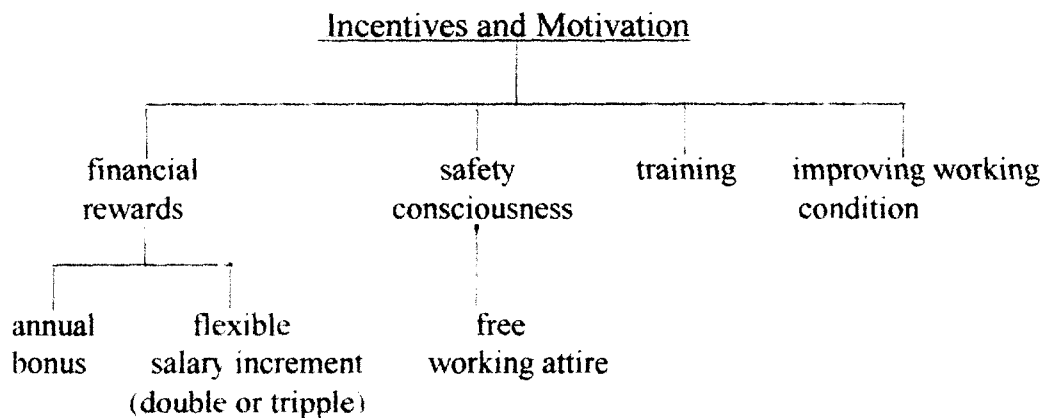 Incentives and Motivation
financial
rewards
safety
consciousness
training
improving working
condition
annual
bonus
flexible
salary increment
(double or tripple)
free
working attire